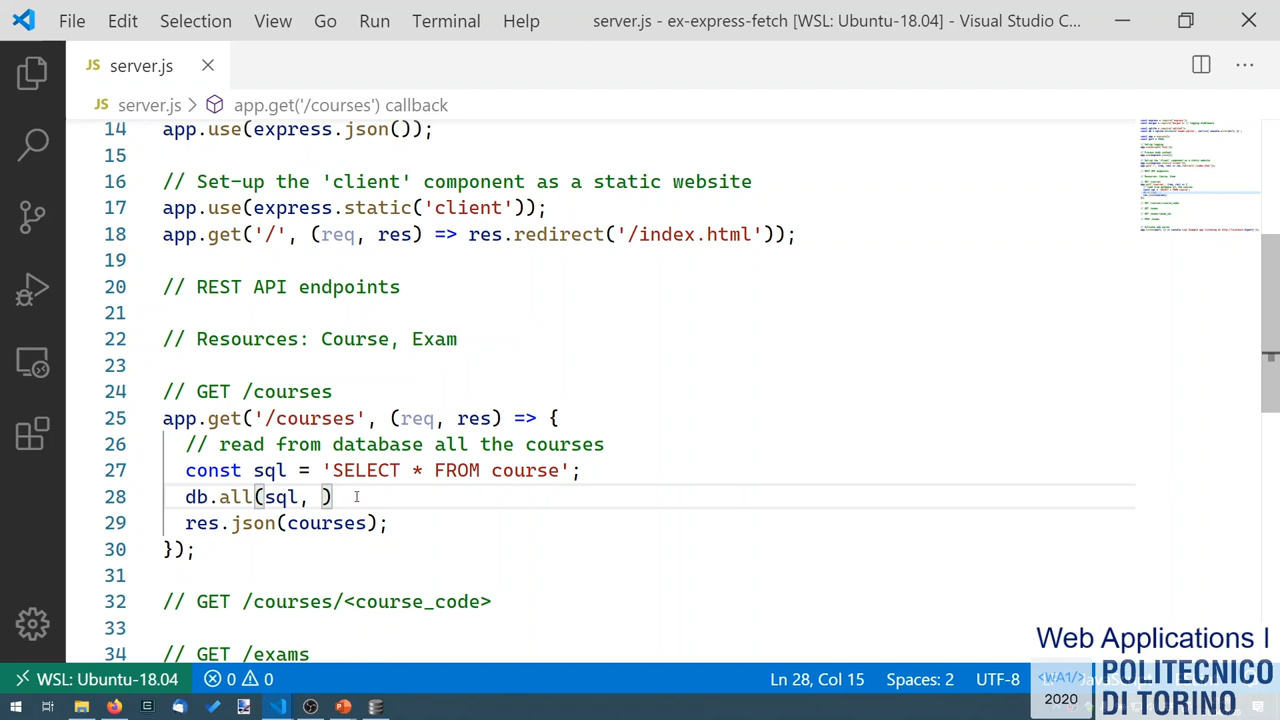 File Edit Selection View Go Run Terminal Help server.js - ex-express-fetch [WSL: Ubuntu-18.04] - Visual Studio C...
JS server.js
JS server.js > app.get('/courses') callback
14 app.use(express.json());
15
16 // Set-up the 'client' component as a static website
17 app.use(express.static('client'));
18 app.get('/', (req, res) => res.redirect('/index.html'));
19
20 // REST API endpoints
21
22 // Resources: Course, Exam
23
24 // GET /courses
25 app.get('/courses', (req, res) => {
26 // read from database all the courses
27 const sql = 'SELECT * FROM course';
28 db.all(sql, )
29 res.json(courses);
30 });
31
32 // GET /courses/<course_code>
33
34 // GET /exams
Web Applications I
WSL: Ubuntu-18.04 0 0 Ln 28, Col 15 Spaces: 2 UTF-8
<WA1/>
2020
POLITECNICO
DI TORINO